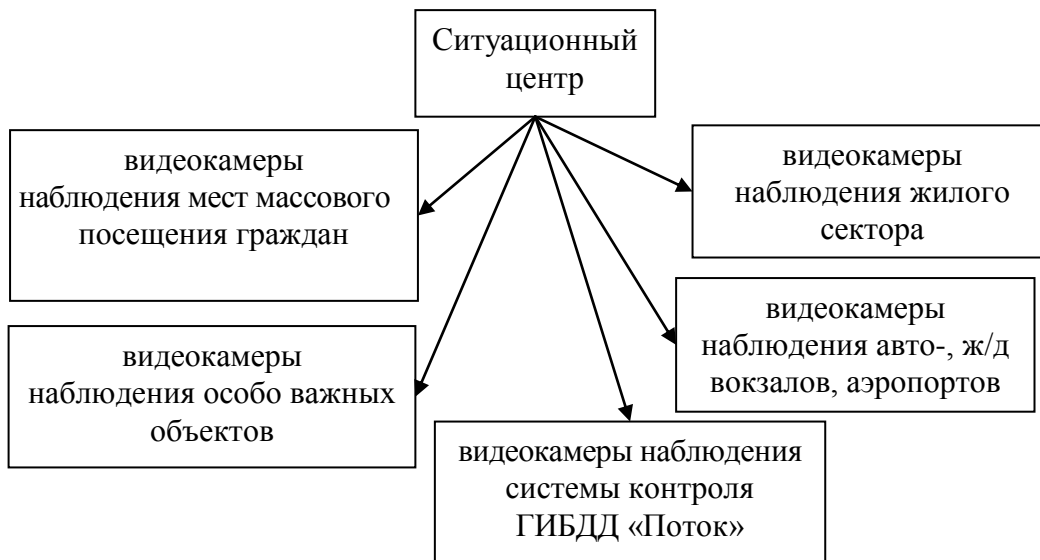 Ситуационный
центр
видеокамеры
наблюдения мест массового
посещения граждан
видеокамеры
наблюдения жилого
сектора
видеокамеры
наблюдения особо важных
объектов
видеокамеры
наблюдения авто-, ж/д
вокзалов, аэропортов
видеокамеры наблюдения
системы контроля
ГИБДД «Поток»